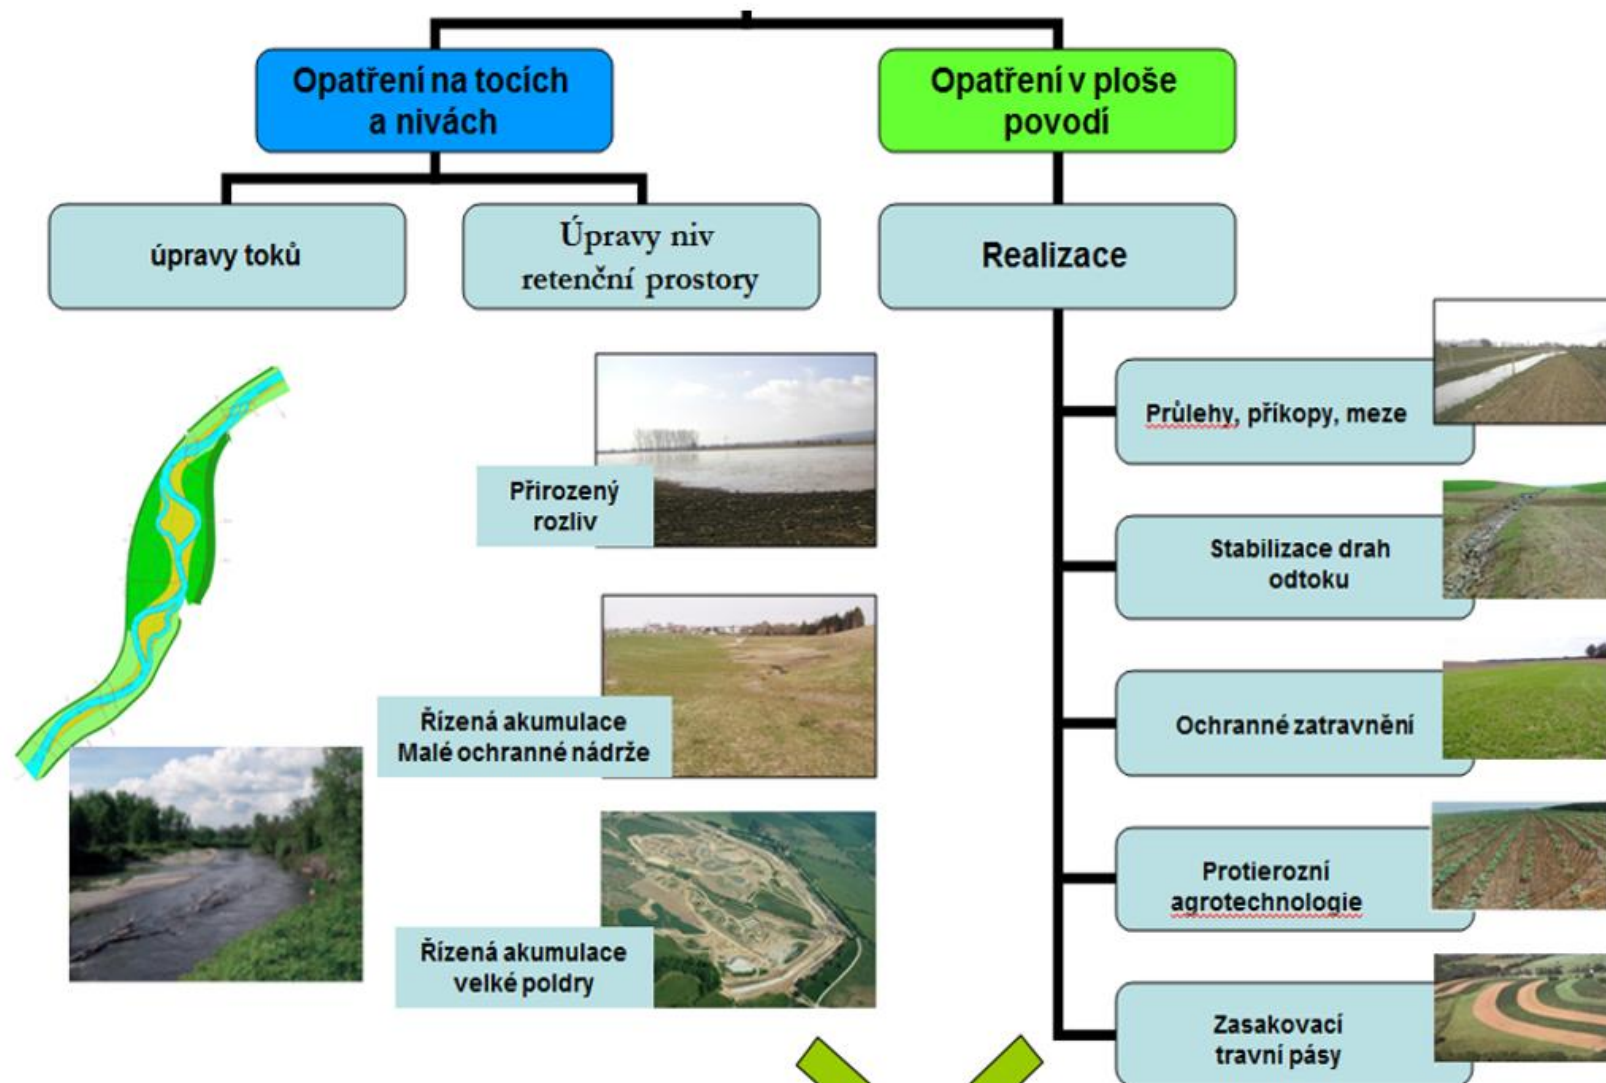 Opatření na tocích
a nivách
Opatření v ploše
povodí
úpravy toků
Úpravy niv
retenční prostory
Realizace
Přirozený
rozliv
Řízená akumulace
Malé ochranné nádrže
Řízená akumulace
velké poldry
Průlehy, příkopy, meze
Stabilizace drah
odtoku
Ochranné zatravnění
Protierozní
agrotechnologie
Zasakovací
travní pásy